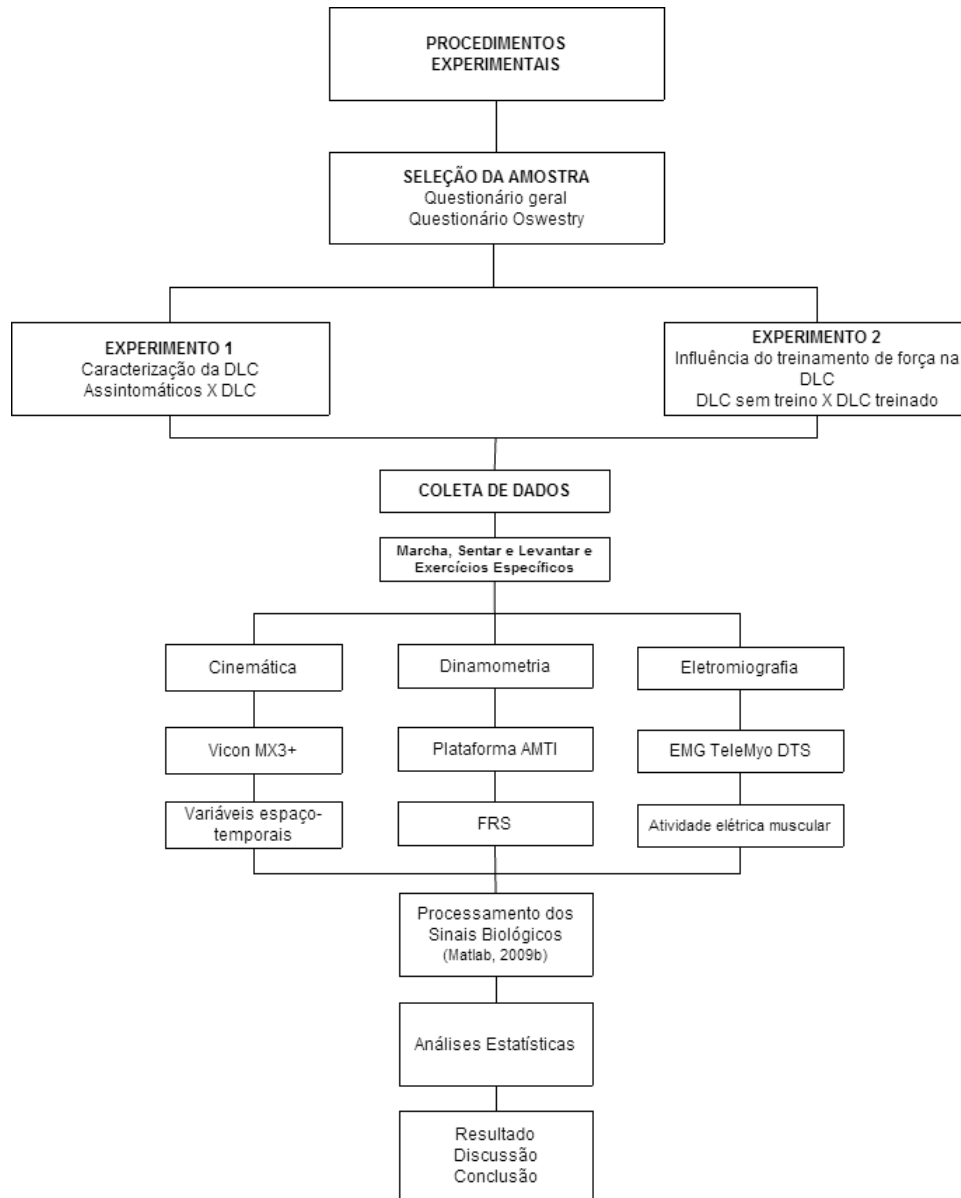 PROCEDIMENTOS
EXPERIMENTAIS
SELEÇÃO DA AMOSTRA
Questionário geral
Questionário Oswestry
EXPERIMENTO 1
Caracterização da DLC
Assintomáticos X DLC
EXPERIMENTO 2
Influência do treinamento de força na
DLC
DLC sem treino X DLC treinado
COLETA DE DADOS
Marcha, Sentar e Levantar e
Exercícios Específicos
Cinemática
Dinamometria
Eletromiografia
Vicon MX3+
Plataforma AMTI
EMG TeleMyo DTS
Variáveis espaço-
temporais
FRS
Atividade elétrica muscular
Processamento dos
Sinais Biológicos
(Matlab, 2009b)
Análises Estatísticas
Resultado
Discussão
Conclusão